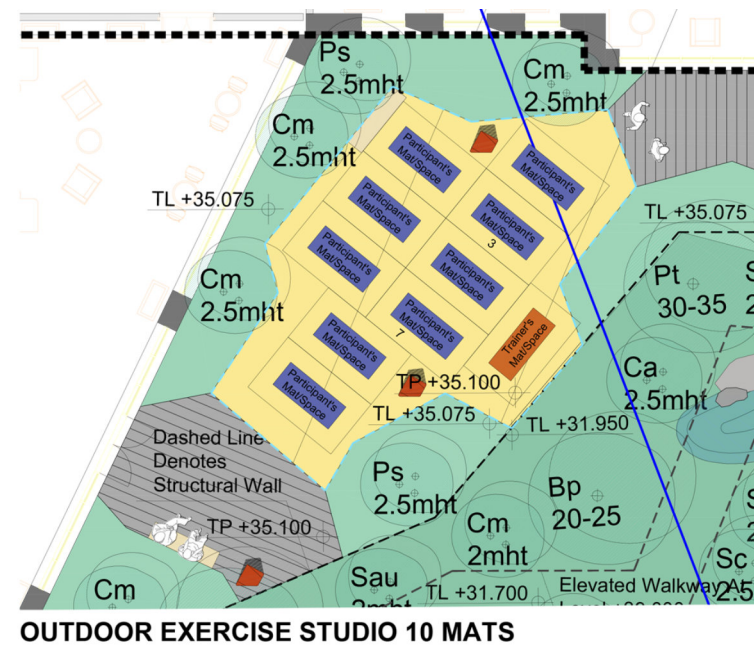 Ps
2.5mht
Cm
2.5mht
Cm
2.5mht
Participant's
Mat/Space
Participant's
Mat/Space
Participant's
Mat/Space
Participant's
Mat/Space
3
TL +35.075
TL +35.075
Participant's
Mat/Space
Participant's
Mat/Space
Cm
2.5mht
Pt
30-35
Participant's
Mat/Space
7
Participant's
Mat/Space
Trainer's
Mat/Space
Participant's
Mat/Space
TP +35.100
Ca
2.5mht
TL +35.075
TL +31.950
Dashed Line
Denotes
Structural Wall
Ps
2.5mht
Bp
20-25
TP +35.100
Cm
2mht
Cm
Sau
2mht
TL +31.700
Sc
2.5
Elevated Walkway At
OUTDOOR EXERCISE STUDIO 10 MATS